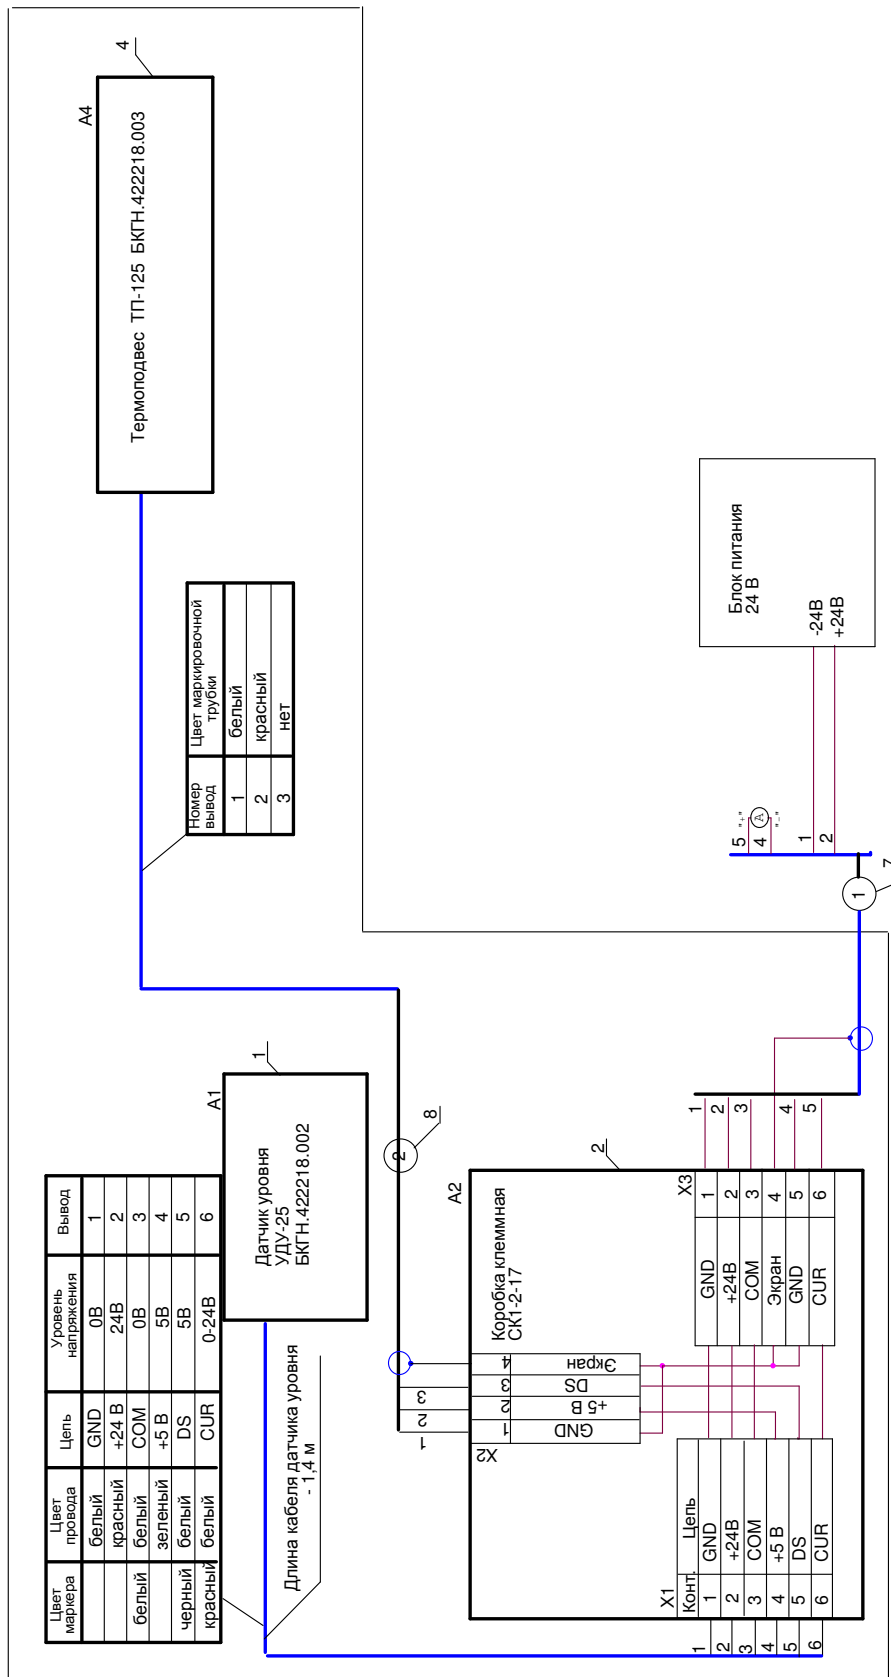 Цвет маркера
Цвет провода
Цепь
Уровень напряжения
Вывод
белый
GND
0В
1
красный
+24 В
24В
2
белый
белый
COM
0В
3
зеленый
+5 В
5В
4
черный
белый
DS
5В
5
красный
белый
CUR
0-24В
6
A1
1
Датчик уровня
УДУ-25
БКГН.422218.002
Длина кабеля датчика уровня
- 1,4 м
A4
4
Термоподвес ТП-125 БКГН.422218.003
Номер вывод
Цвет маркировочной трубки
1
белый
2
красный
3
нет
2
8
A2
2
Коробка клеммная
СК1-2-17
X2
1
2
3
1
GND
2
+5 В
3
DS
4
Экран
X1
Конт.
Цепь
1
1
GND
2
2
+24В
3
3
COM
4
4
+5 В
5
5
DS
6
6
CUR
X3
GND
1
1
+24В
2
2
COM
3
3
Экран
4
GND
5
4
CUR
6
5
1
7
5
"+"
4
A
"-"
1
2
Блок питания
24 В
-24В
+24В